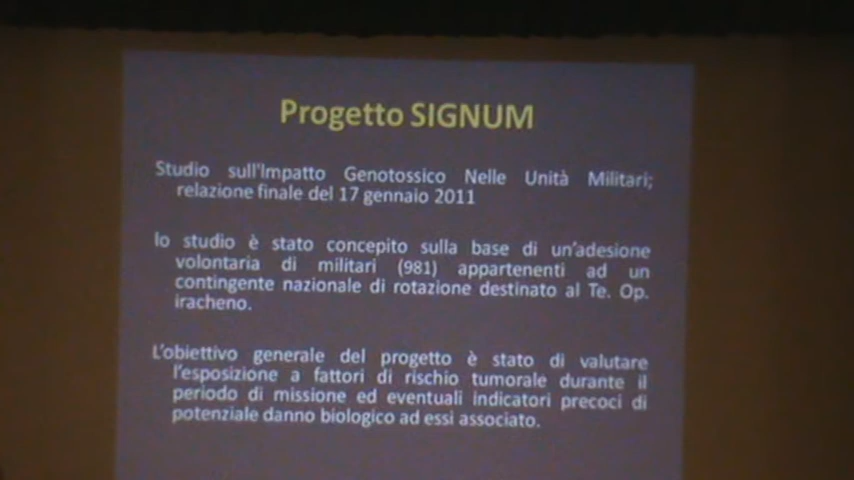 Progetto SIGNUM
Studio sull'Impatto Genotossico Nelle Unità Militari;
relazione finale del 17 gennaio 2011
lo studio è stato concepito sulla base di un'adesione
volontaria di militari (981) appartenenti ad un
contingente nazionale di rotazione destinato al Te. Op.
iracheno.
L'obiettivo generale del progetto è stato di valutare
l'esposizione a fattori di rischio tumorale durante il
periodo di missione ed eventuali indicatori precoci di
potenziale danno biologico ad essi associato.